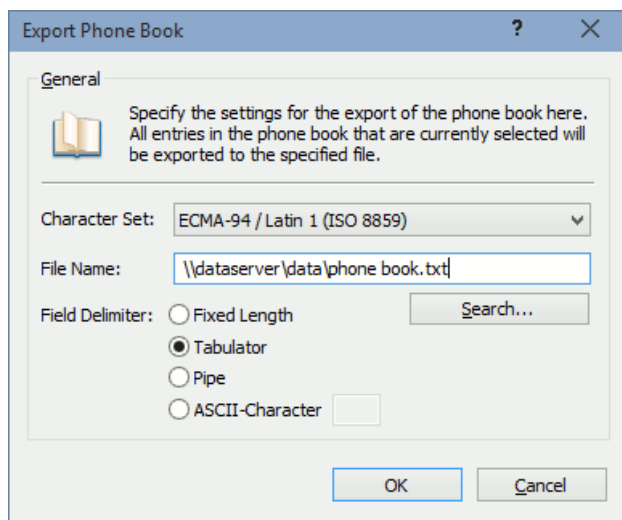 Export Phone Book ?
General
Specify the settings for the export of the phone book here.
All entries in the phone book that are currently selected will
be exported to the specified file.
Character Set: ECMA-94 / Latin 1 (ISO 8859)
File Name: \\dataserver\data\phone book.txt
Field Delimiter: Fixed Length Search...
Tabulator
Pipe
ASCII-Character
OK Cancel